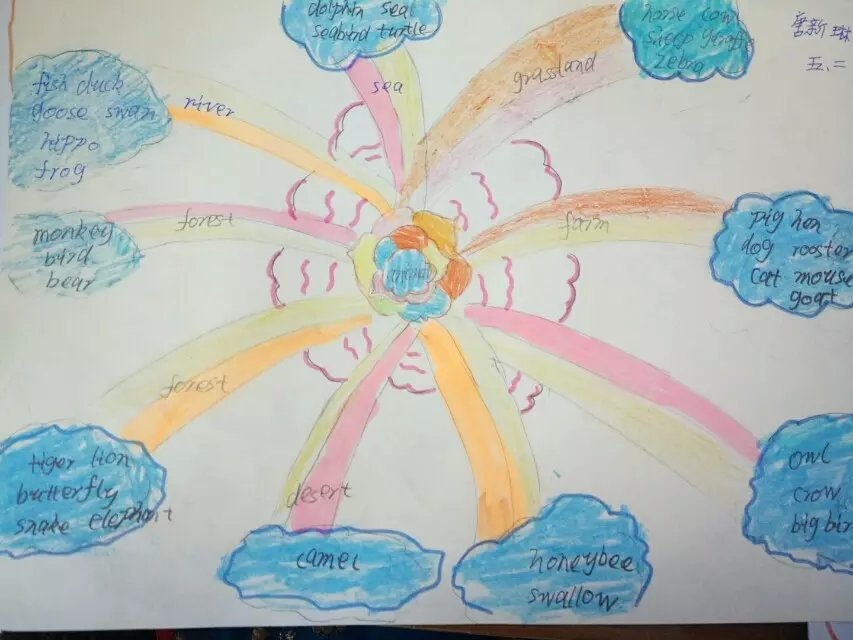 dolphin seal
seabird turtle
horse cow
sheep giraffe
zebra
唐新琳
五、二
fish duck
goose swan
hippo
frog
river
sea
grassland
monkey
bird
bear
forest
animal
farm
pig hen
dog rooster
cat mouse
goat
forest
tiger lion
butterfly
snake elephant
desert
camel
honeybee
swallow
owl
crow
big bir